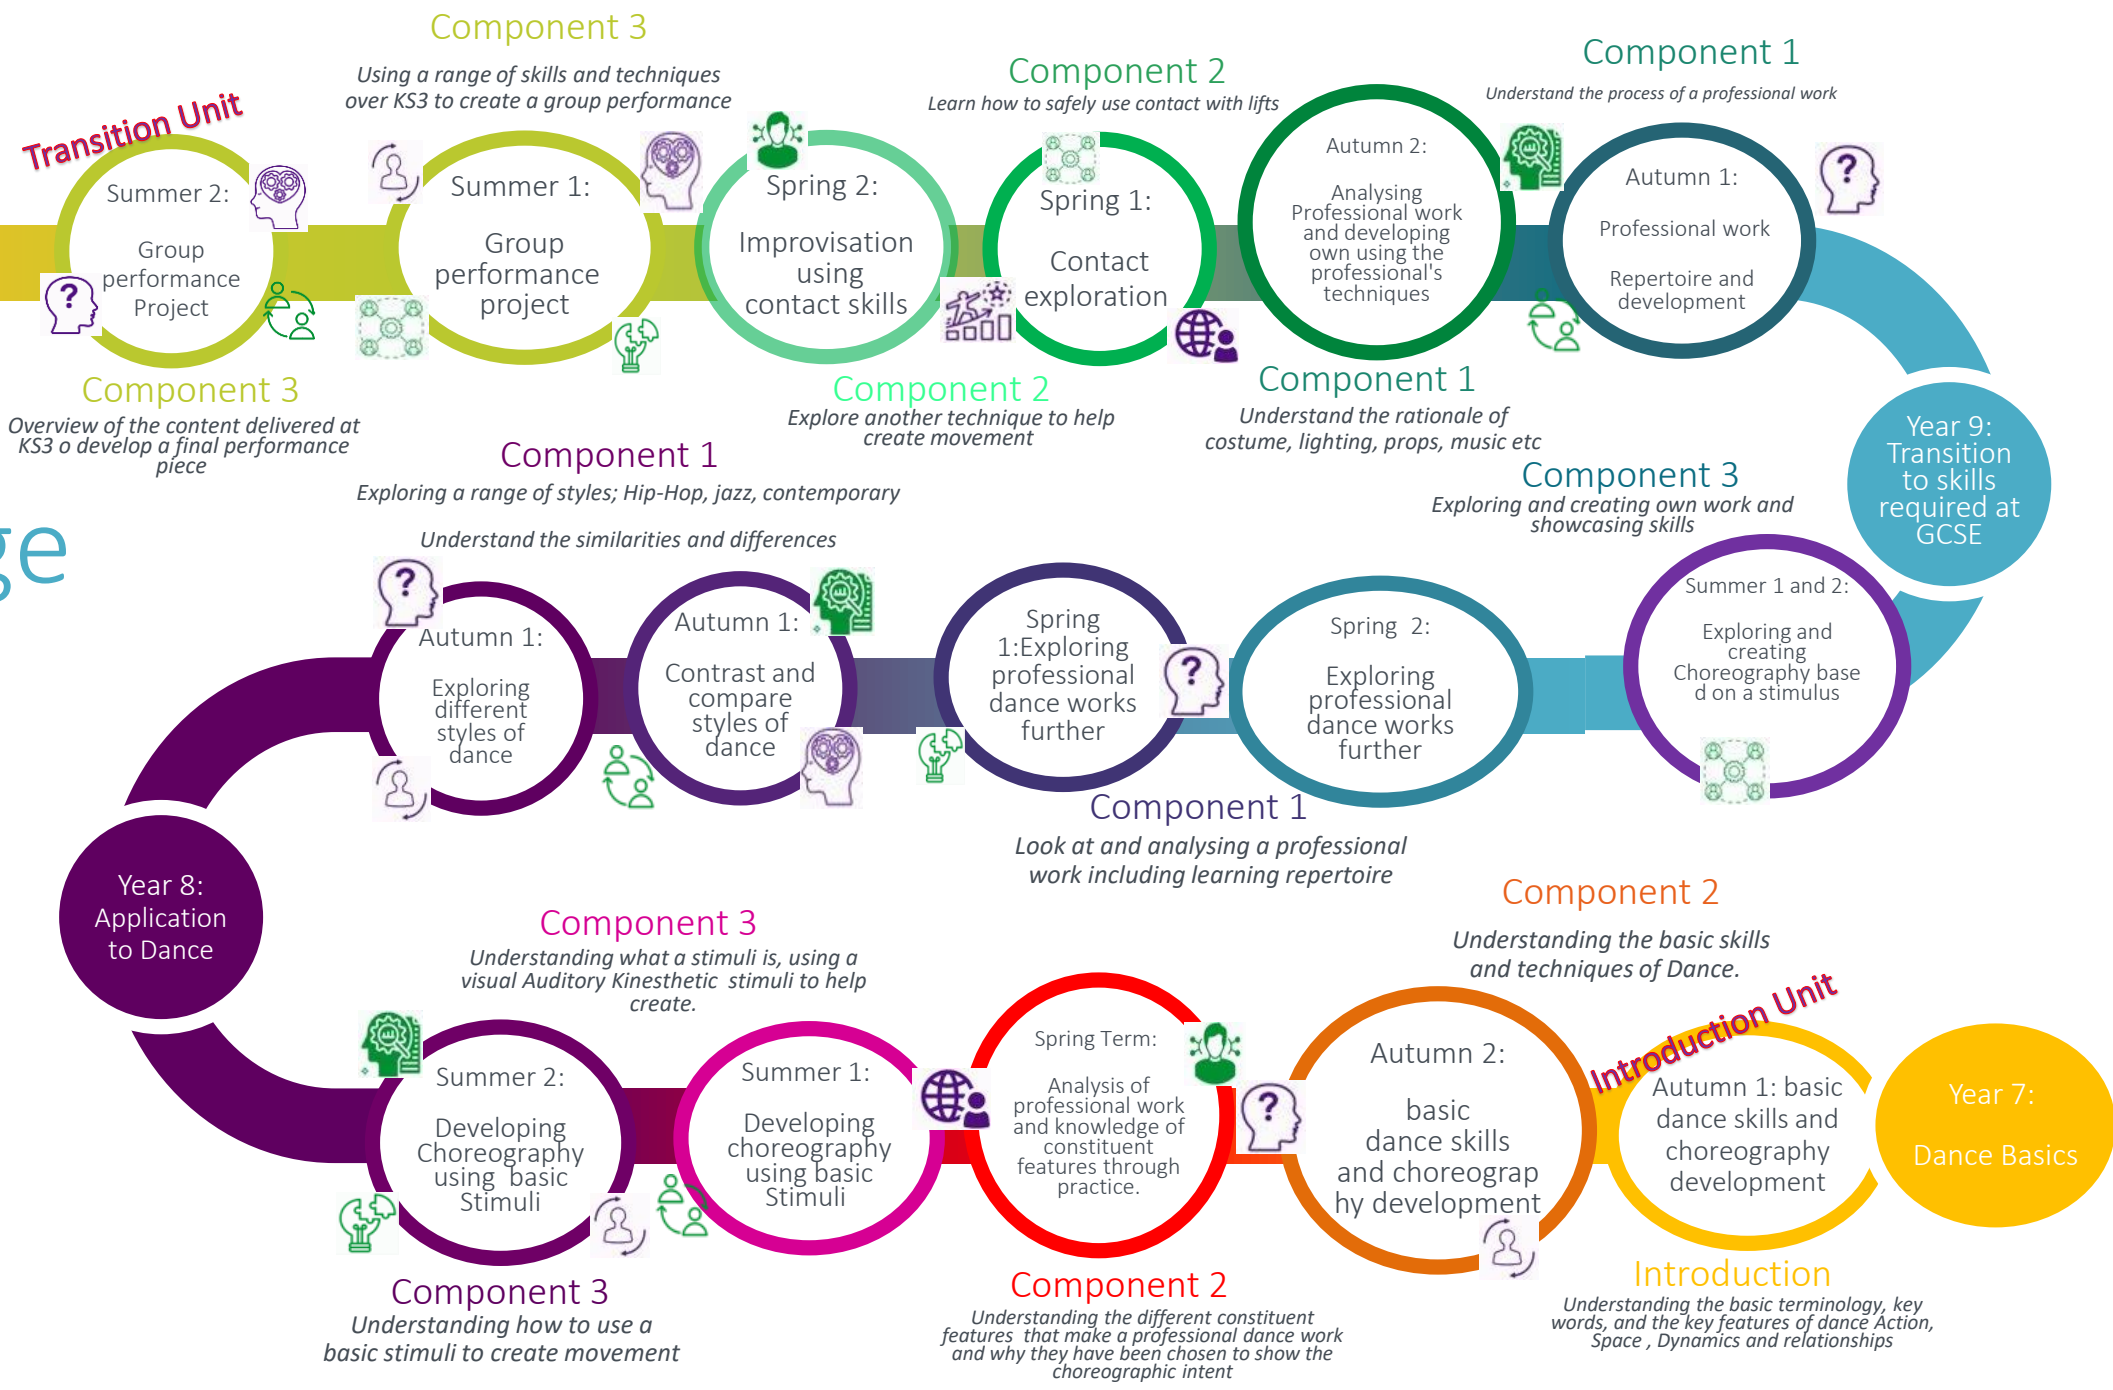 Component 3
Using a range of skills and techniques
over KS3 to create a group performance
Component 2
Learn how to safely use contact with lifts
Component 1
Understand the process of a professional work
Transition Unit
Summer 2:
Group
performance
Project
Summer 1:
Group
performance
project
Spring 2:
Improvisation
using
contact skills
Spring 1:
Contact
exploration
Autumn 2:
Analysing
Professional work
and developing
own using the
professional's
techniques
Autumn 1:
Professional work
Repertoire and
development
Component 3
Overview of the content delivered at
KS3 o develop a final performance
piece
Component 2
Explore another technique to help
create movement
Component 1
Understand the rationale of
costume, lighting, props, music etc
Year 9:
Transition
to skills
required at
GCSE
ge
Component 1
Exploring a range of styles; Hip-Hop, jazz, contemporary
Understand the similarities and differences
Component 3
Exploring and creating own work and
showcasing skills
Autumn 1:
Exploring
different
styles of
dance
Autumn 1:
Contrast and
compare
styles of
dance
Spring
1:Exploring
professional
dance works
further
Spring 2:
Exploring
professional
dance works
further
Summer 1 and 2:
Exploring and
creating
Choreography base
d on a stimulus
Component 1
Look at and analysing a professional
work including learning repertoire
Year 8:
Application
to Dance
Component 3
Understanding what a stimuli is, using a
visual Auditory Kinesthetic stimuli to help
create.
Component 2
Understanding the basic skills
and techniques of Dance.
Introduction Unit
Summer 2:
Developing
Choreography
using basic
Stimuli
Summer 1:
Developing
choreography
using basic
Stimuli
Spring Term:
Analysis of
professional work
and knowledge of
constituent
features through
practice.
Autumn 2:
basic
dance skills
and choreograp
hy development
Autumn 1: basic
dance skills and
choreography
development
Year 7:
Dance Basics
Component 3
Understanding how to use a
basic stimuli to create movement
Component 2
Understanding the different constituent
features that make a professional dance work
and why they have been chosen to show the
choreographic intent
Introduction
Understanding the basic terminology, key
words, and the key features of dance Action,
Space , Dynamics and relationships